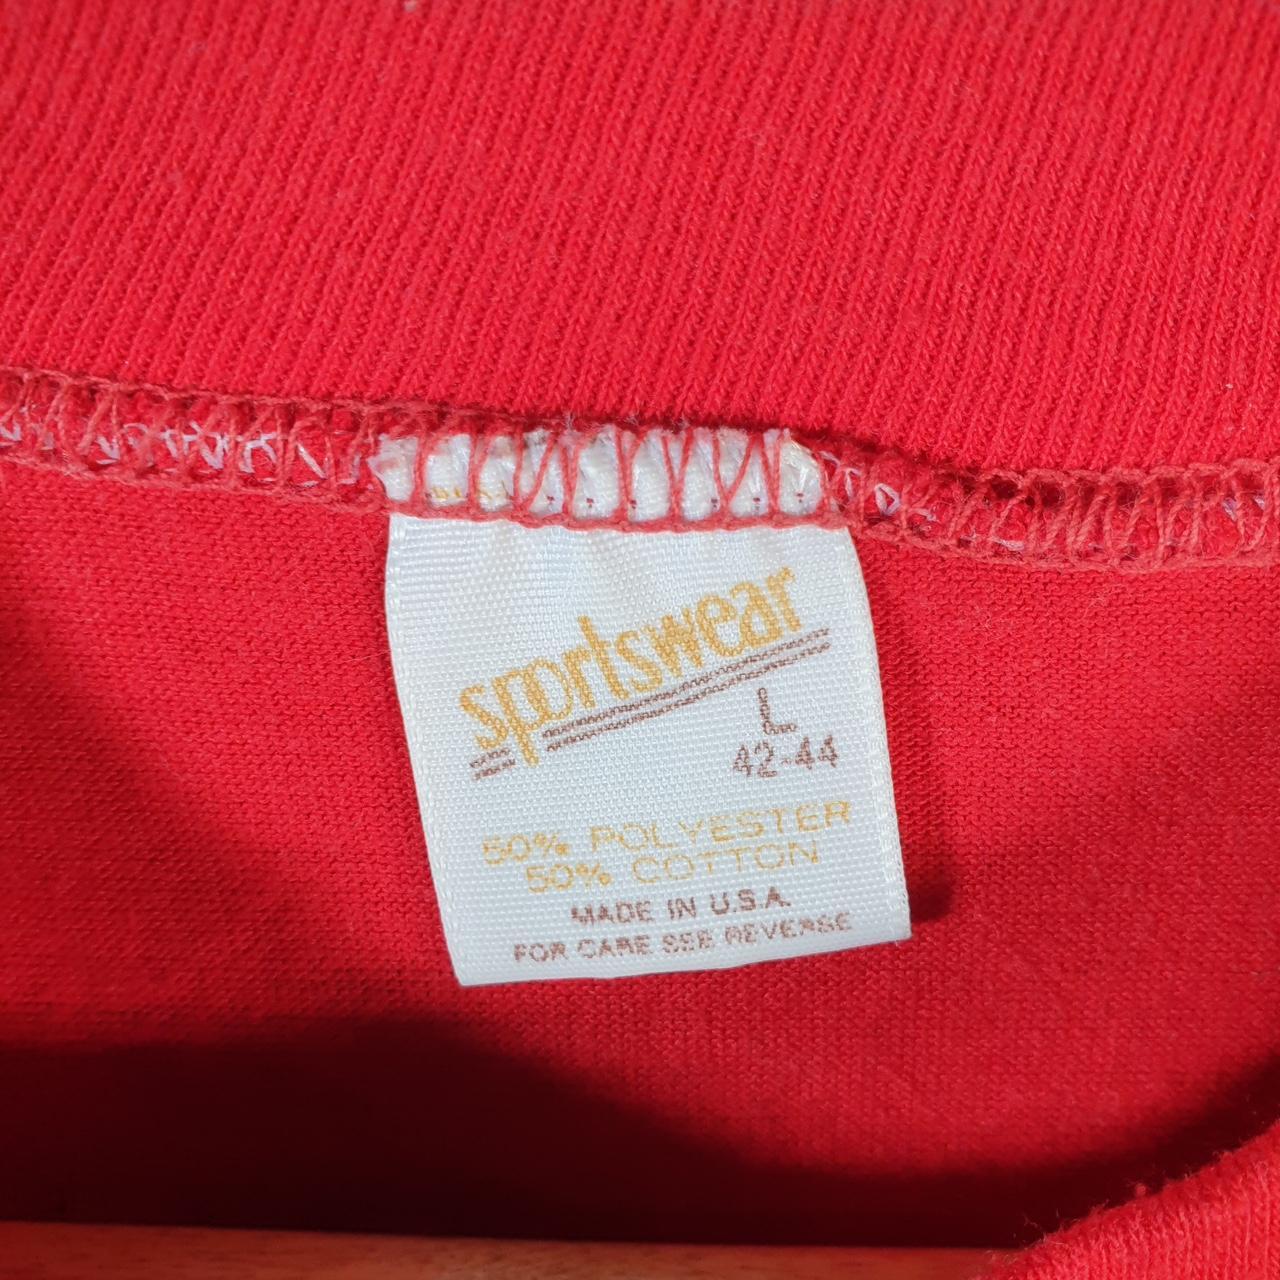 sportswear
L
42-44
50% POLYESTER
50% COTTON
MADE IN U.S.A.
FOR CARE SEE REVERSE